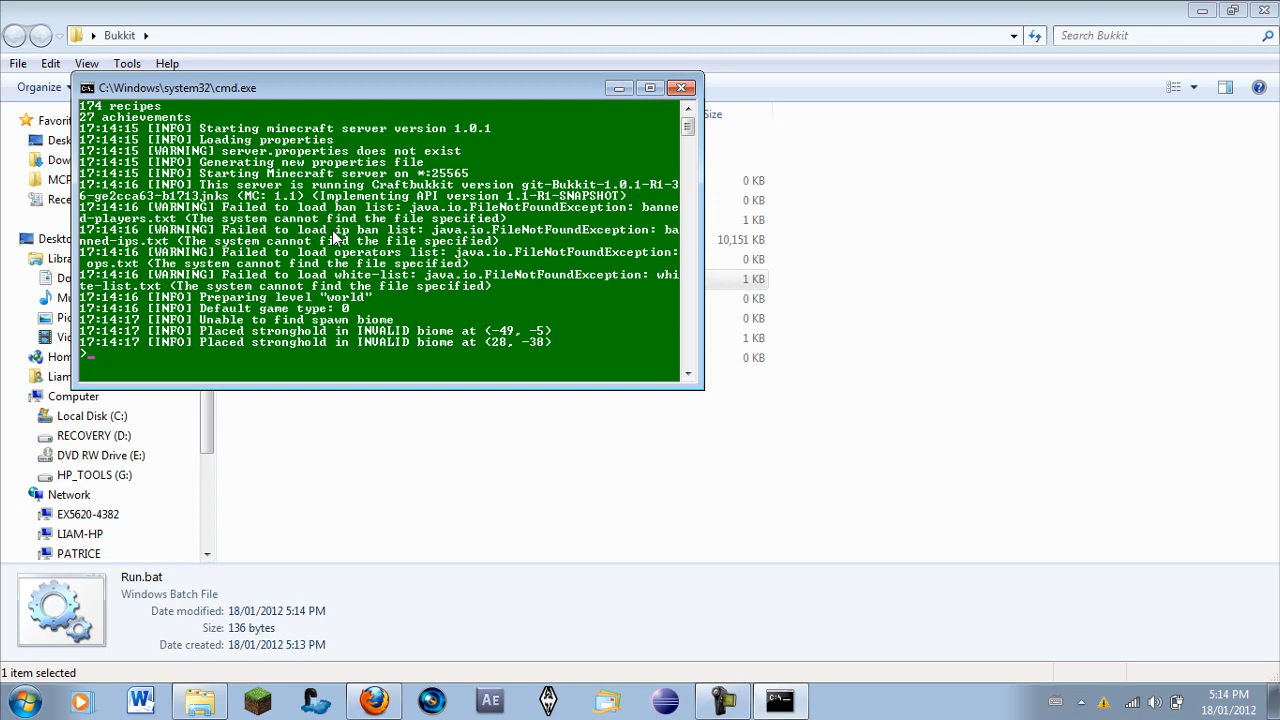 Bukkit
Search Bukkit
File Edit View Tools Help
Organize
C:\Windows\system32\cmd.exe
174 recipes
27 achievements
17:14:15 [INFO] Starting minecraft server version 1.0.1
17:14:15 [INFO] Loading properties
17:14:15 [WARNING] server.properties does not exist
17:14:15 [INFO] Generating new properties file
17:14:15 [INFO] Starting Minecraft server on *:25565
17:14:16 [INFO] This server is running Craftbukkit version git-Bukkit-1.0.1-R1-3
6-ge2cca63-b1713jnks (MC: 1.1) (Implementing API version 1.1-R1-SNAPSHOT)
17:14:16 [WARNING] Failed to load ban list: java.io.FileNotFoundException: banne
d-players.txt (The system cannot find the file specified)
17:14:16 [WARNING] Failed to load ip ban list: java.io.FileNotFoundException: ba
nned-ips.txt (The system cannot find the file specified)
17:14:16 [WARNING] Failed to load operators list: java.io.FileNotFoundException:
ops.txt (The system cannot find the file specified)
17:14:16 [WARNING] Failed to load white-list: java.io.FileNotFoundException: whi
te-list.txt (The system cannot find the file specified)
17:14:16 [INFO] Preparing level "world"
17:14:16 [INFO] Default game type: 0
17:14:17 [INFO] Unable to find spawn biome
17:14:17 [INFO] Placed stronghold in INVALID biome at (-49, -5)
17:14:17 [INFO] Placed stronghold in INVALID biome at (28, -38)
>
Favori
Desk
Dow
MCP
Rece
Deskto
Libra
Do
Mu
Pic
Vide
Hom
Liam
Computer
Local Disk (C:)
RECOVERY (D:)
DVD RW Drive (E:)
HP_TOOLS (G:)
Network
EX5620-4382
LIAM-HP
PATRICE
Size
0 KB
0 KB
1 KB
10,151 KB
0 KB
1 KB
0 KB
0 KB
1 KB
0 KB
Run.bat
Windows Batch File
Date modified: 18/01/2012 5:14 PM
Size: 136 bytes
Date created: 18/01/2012 5:13 PM
1 item selected
W
Ae
5:14 PM
18/01/2012